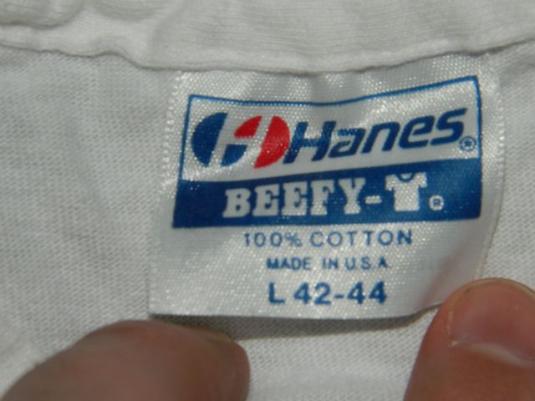 Hanes®
BEEFY-T®
100% COTTON
MADE IN U.S.A.
L 42-44